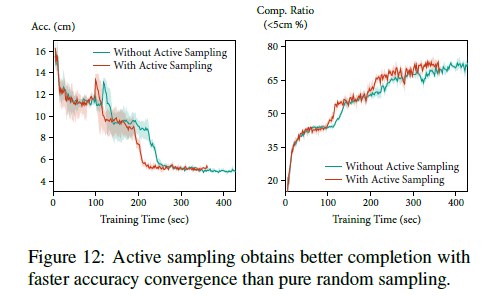 Acc. (cm)
16
14
12
10
8
6
4
0 100 200 300 400
Training Time (sec)
Without Active Sampling
With Active Sampling
Comp. Ratio
(<5cm %)
80
65
50
35
20
0 100 200 300 400
Training Time (sec)
Without Active Sampling
With Active Sampling
Figure 12: Active sampling obtains better completion with
faster accuracy convergence than pure random sampling.